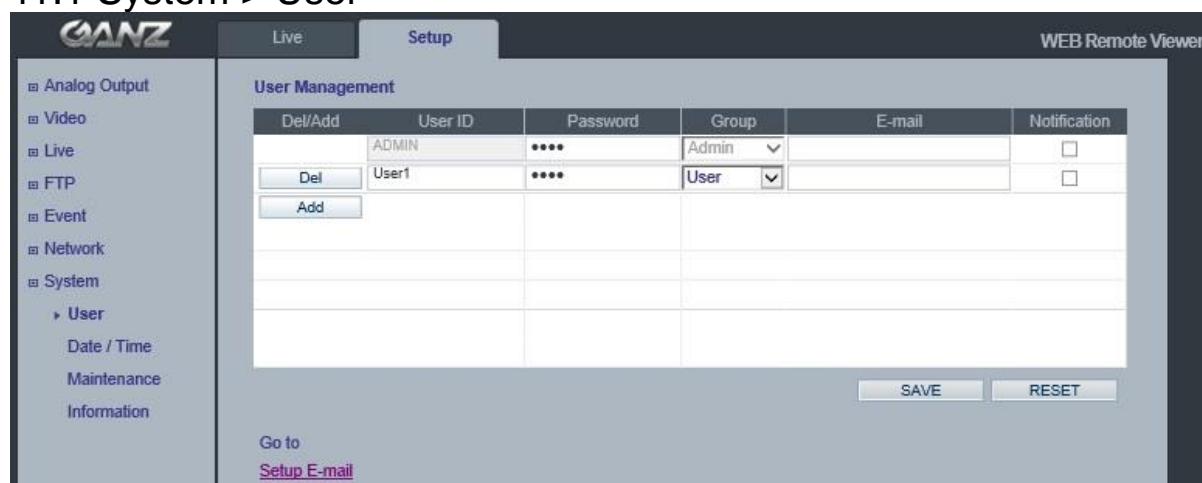 System > User
GANZ
Live
Setup
WEB Remote Viewer
Analog Output
Video
Live
FTP
Event
Network
System
User
Date / Time
Maintenance
Information
User Management
Del/Add User ID Password Group E-mail Notification
ADMIN •••• Admin
Del User1 •••• User
Add
SAVE RESET
Go to
Setup E-mail